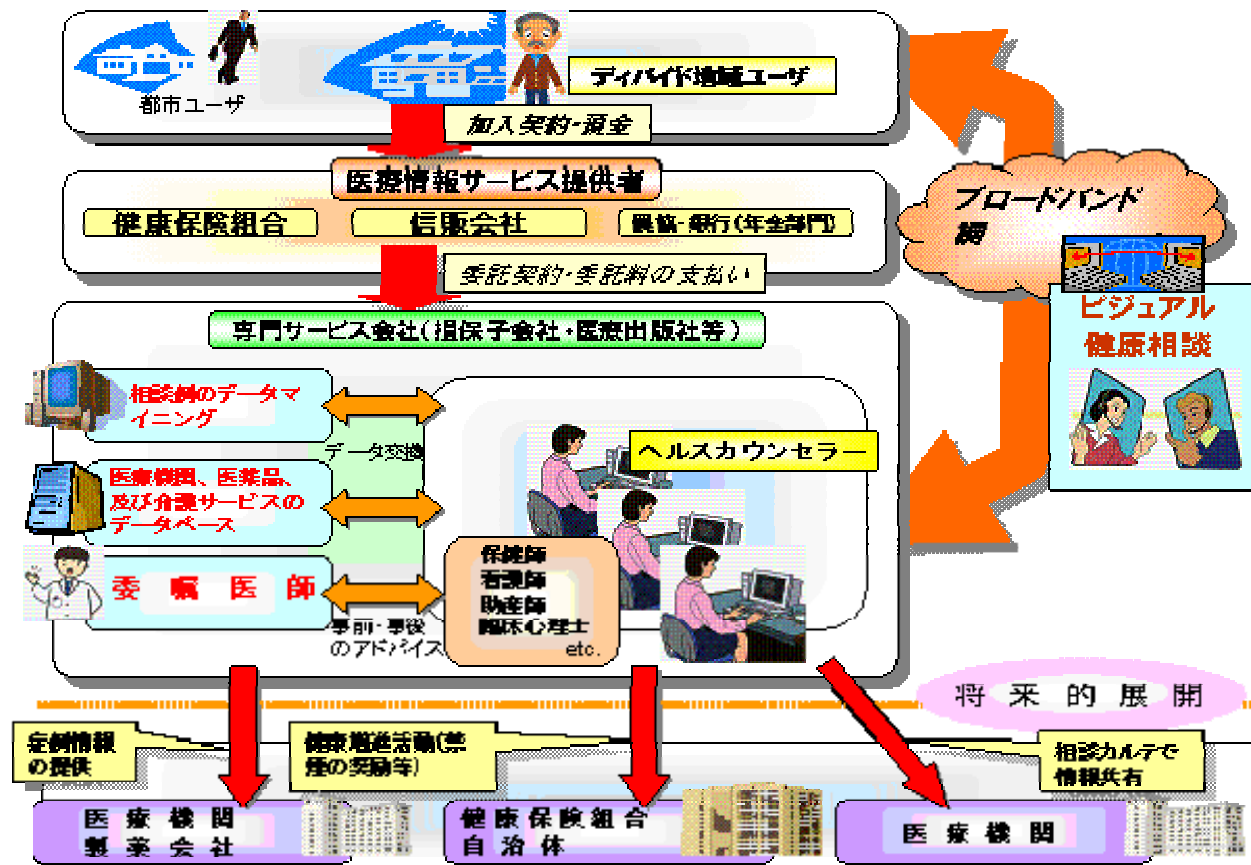 都市ユーザ
ディバイド地域ユーザ
加入契約・預金
医療情報サービス提供者
健康保険組合
信販会社
農協・銀行(年金部門)
委託契約・委託料の支払い
ブロードバンド
網
ビジュアル
健康相談
専門サービス会社(損保子会社・医療出版社等)
相談例のデータマ
イニング
データ交換
医療機関、医薬品、
及び介護サービスの
データベース
委嘱医師
事前・事後
のアドバイス
ヘルスカウンセラー
保健師
看護師
助産師
臨床心理士
etc.
将来的展開
症例情報
の提供
健康増進活動(禁
煙の奨励等)
相談カルテで
情報共有
医療機関
製薬会社
健康保険組合
自治体
医療機関